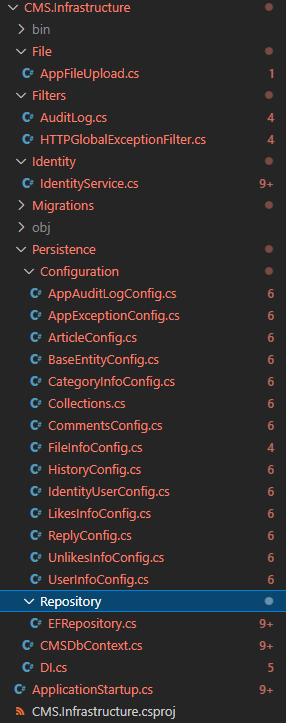 CMS.Infrastructure
bin
File
C# AppFileUpload.cs 1
Filters
C# AuditLog.cs 4
C# HTTPGlobalExceptionFilter.cs 4
Identity
C# IdentityService.cs 9+
Migrations
obj
Persistence
Configuration
C# AppAuditLogConfig.cs 6
C# AppExceptionConfig.cs 6
C# ArticleConfig.cs 6
C# BaseEntityConfig.cs 6
C# CategoryInfoConfig.cs 6
C# Collections.cs 6
C# CommentsConfig.cs 6
C# FileInfoConfig.cs 4
C# HistoryConfig.cs 6
C# IdentityUserConfig.cs 6
C# LikesInfoConfig.cs 6
C# ReplyConfig.cs 6
C# UnlikesInfoConfig.cs 6
C# UserInfoConfig.cs 6
Repository
C# EFRepository.cs 9+
C# CMSDbContext.cs 9+
C# DI.cs 5
C# ApplicationStartup.cs 9+
CMS.Infrastructure.csproj